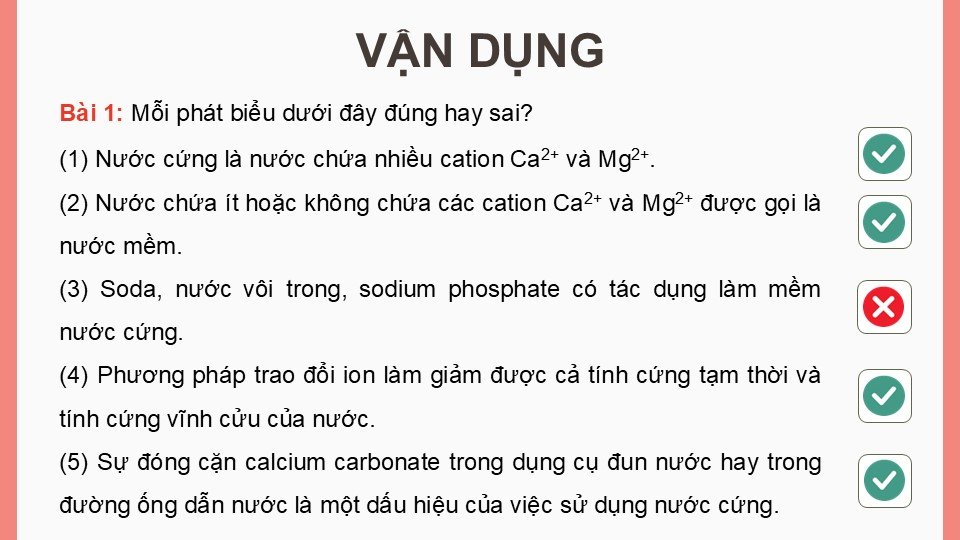 VẬN DỤNG
Bài 1: Mỗi phát biểu dưới đây đúng hay sai?
(1) Nước cứng là nước chứa nhiều cation Ca²⁺ và Mg²⁺.
(2) Nước chứa ít hoặc không chứa các cation Ca²⁺ và Mg²⁺ được gọi là
nước mềm.
(3) Soda, nước vôi trong, sodium phosphate có tác dụng làm mềm
nước cứng.
(4) Phương pháp trao đổi ion làm giảm được cả tính cứng tạm thời và
tính cứng vĩnh cửu của nước.
(5) Sự đóng cặn calcium carbonate trong dụng cụ đun nước hay trong
đường ống dẫn nước là một dấu hiệu của việc sử dụng nước cứng.